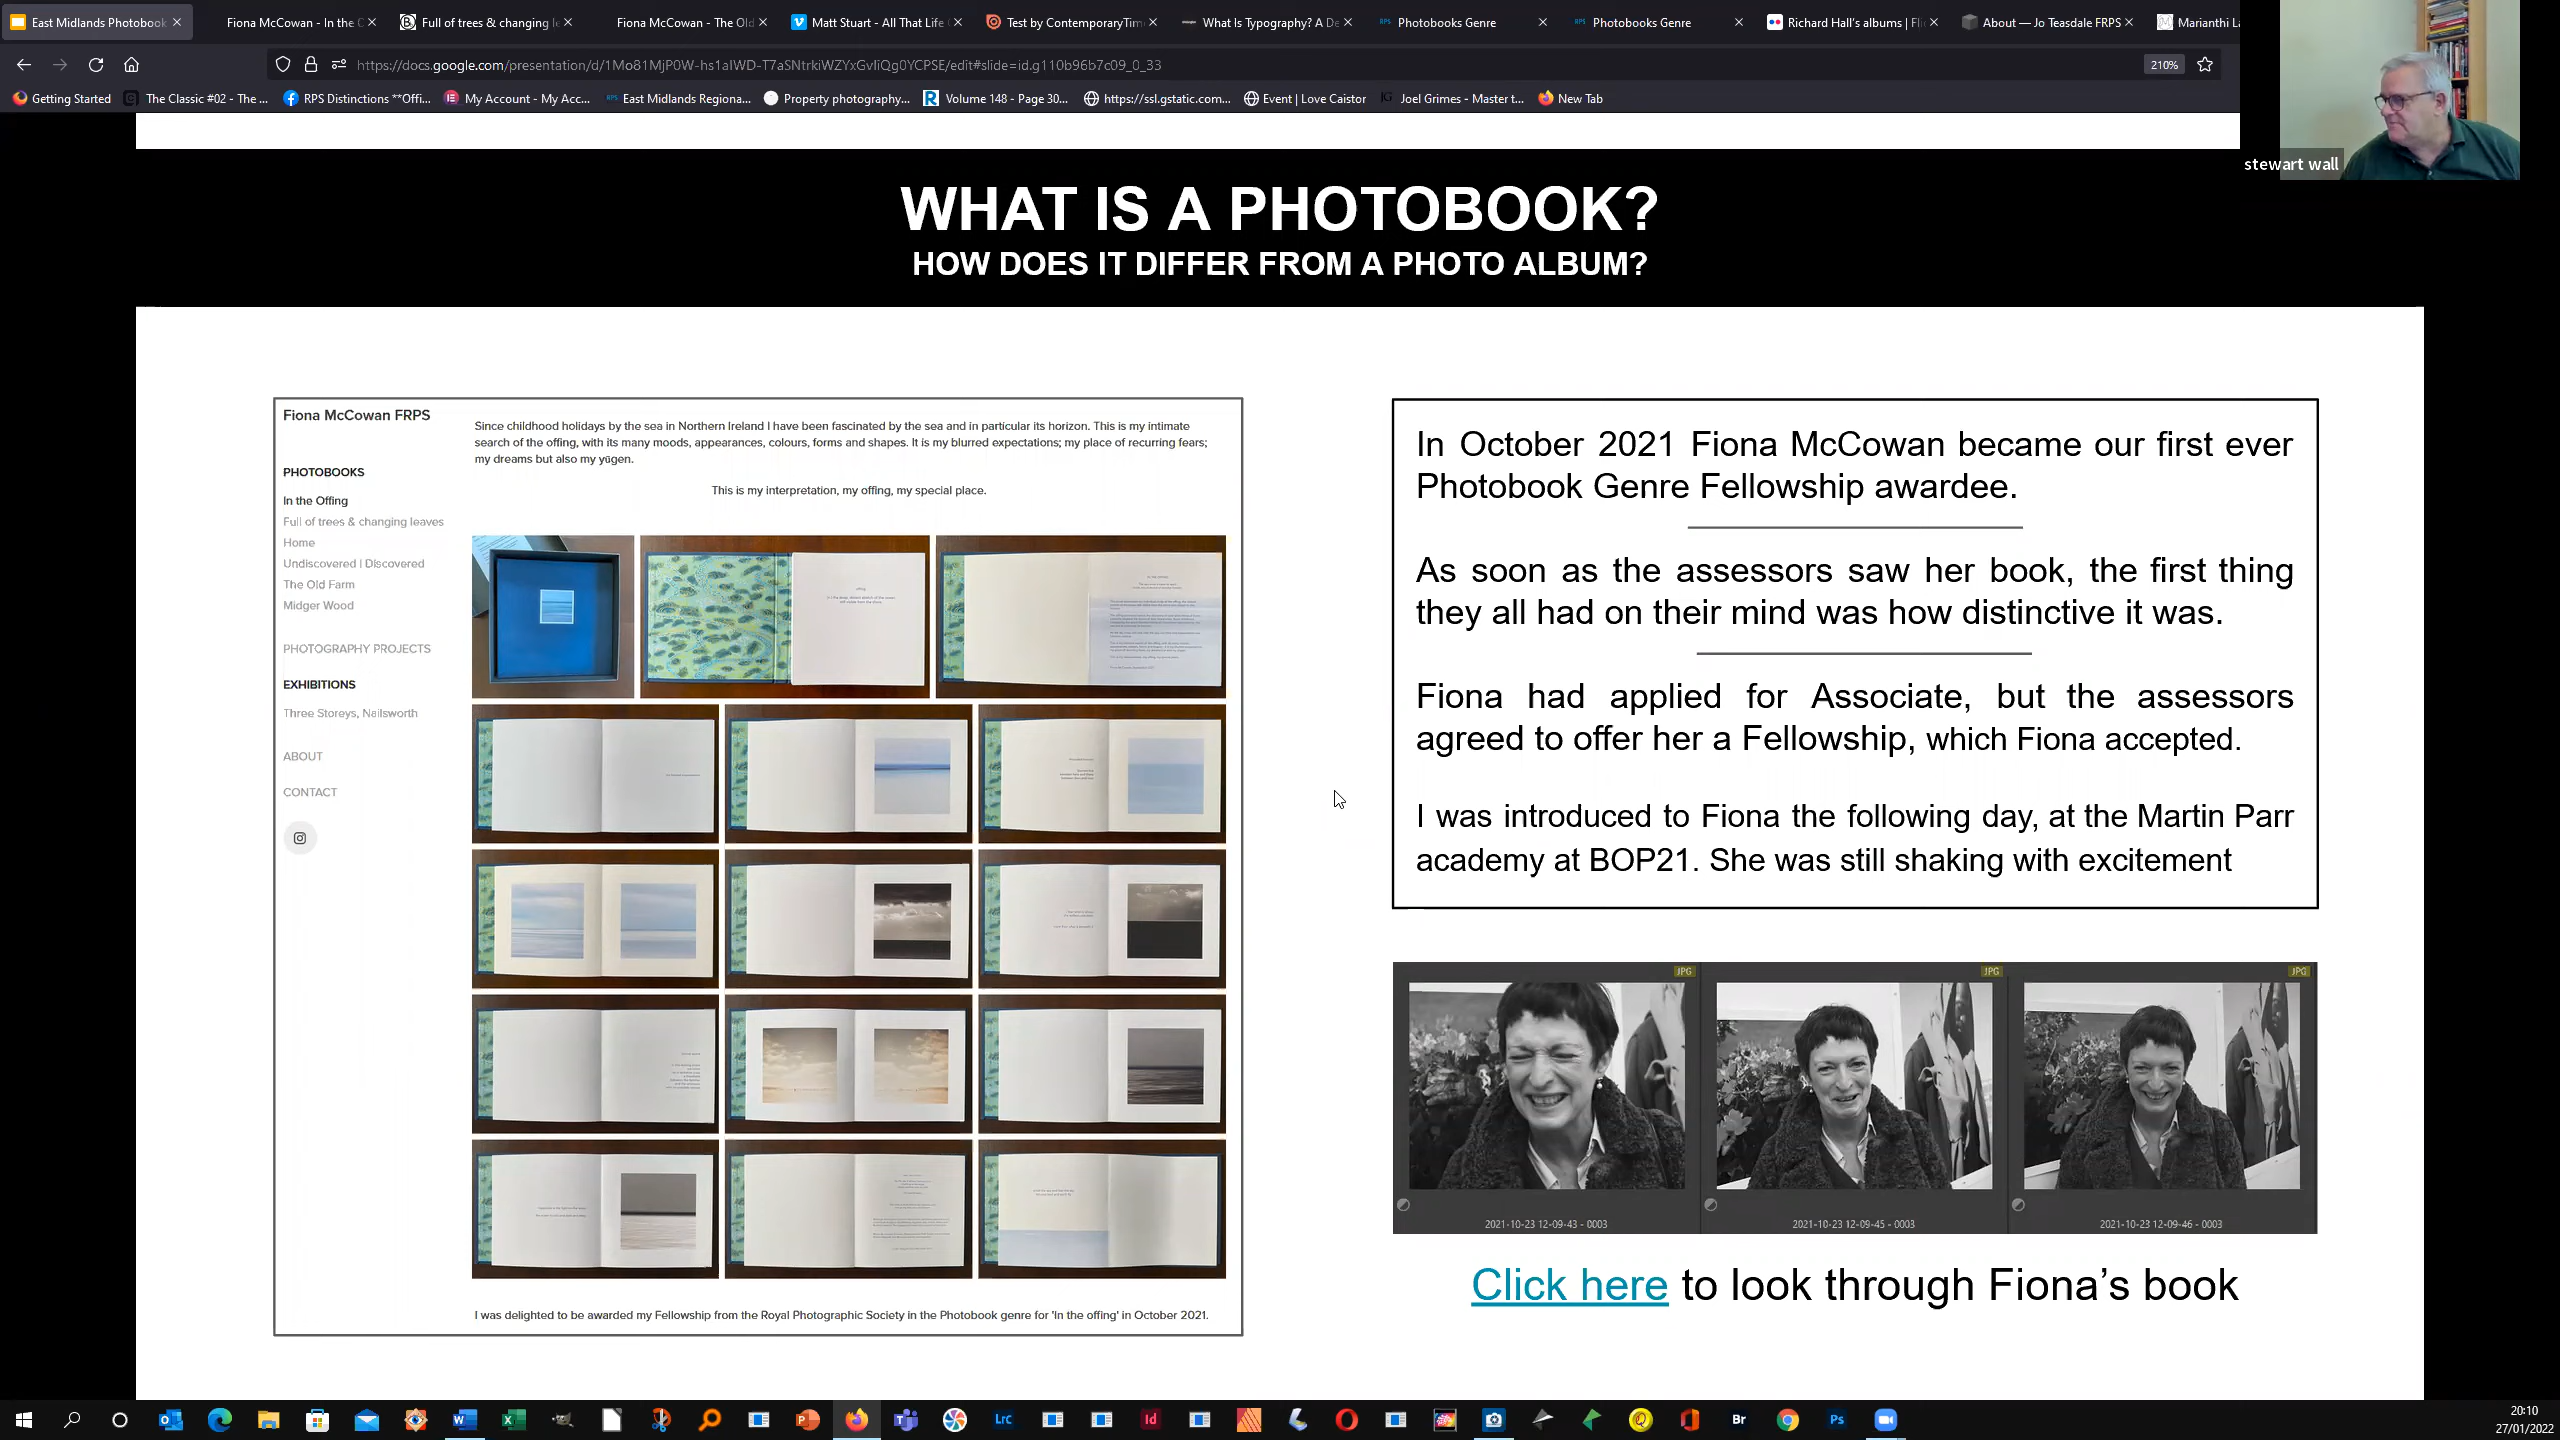 East Midlands Photobook
Fiona McCowan - In the
Full of trees & changing
Fiona McCowan - The Old
Matt Stuart - All That Life
Test by ContemporaryTim
What Is Typography? A De
Photobooks Genre
Photobooks Genre
Richard Hall's albums | Fli
About — Jo Teasdale FRPS
Marianthi La
https://docs.google.com/presentation/d/
210%
Getting Started
The Classic #02 - The ...
RPS Distinctions **Offi...
My Account - My Acc...
East Midlands Regiona...
Property photography...
Volume 148 - Page 30...
https://ssl.gstatic.com...
Event | Love Caistor
Joel Grimes - Master t...
New Tab
stewart wall
WHAT IS A PHOTOBOOK?
HOW DOES IT DIFFER FROM A PHOTO ALBUM?
Fiona McCowan FRPS
PHOTOBOOKS
In the Offing
Full of trees & changing leaves
Home
Undiscovered | Discovered
The Old Farm
Midger Wood
PHOTOGRAPHY PROJECTS
EXHIBITIONS
Three Storeys, Nailsworth
ABOUT
CONTACT
Since childhood holidays by the sea in Northern Ireland I have been fascinated by the sea and in particular its horizon. This is my intimate
search of the offing, with its many moods, appearances, colours, forms and shapes. It is my blurred expectations; my place of recurring fears;
my dreams but also my yūgen.
This is my interpretation, my offing, my special place.
I was delighted to be awarded my Fellowship from the Royal Photographic Society in the Photobook genre for 'In the offing' in October 2021.
In October 2021 Fiona McCowan became our first ever
Photobook Genre Fellowship awardee.
As soon as the assessors saw her book, the first thing
they all had on their mind was how distinctive it was.
Fiona had applied for Associate, but the assessors
agreed to offer her a Fellowship, which Fiona accepted.
I was introduced to Fiona the following day, at the Martin Parr
academy at BOP21. She was still shaking with excitement
JPG
JPG
JPG
2021-10-23 12-09-43 - 0003
2021-10-23 12-09-45 - 0003
2021-10-23 12-09-46 - 0003
Click here to look through Fiona's book
Lrc
Id
Br
Ps
20:10
27/01/2022